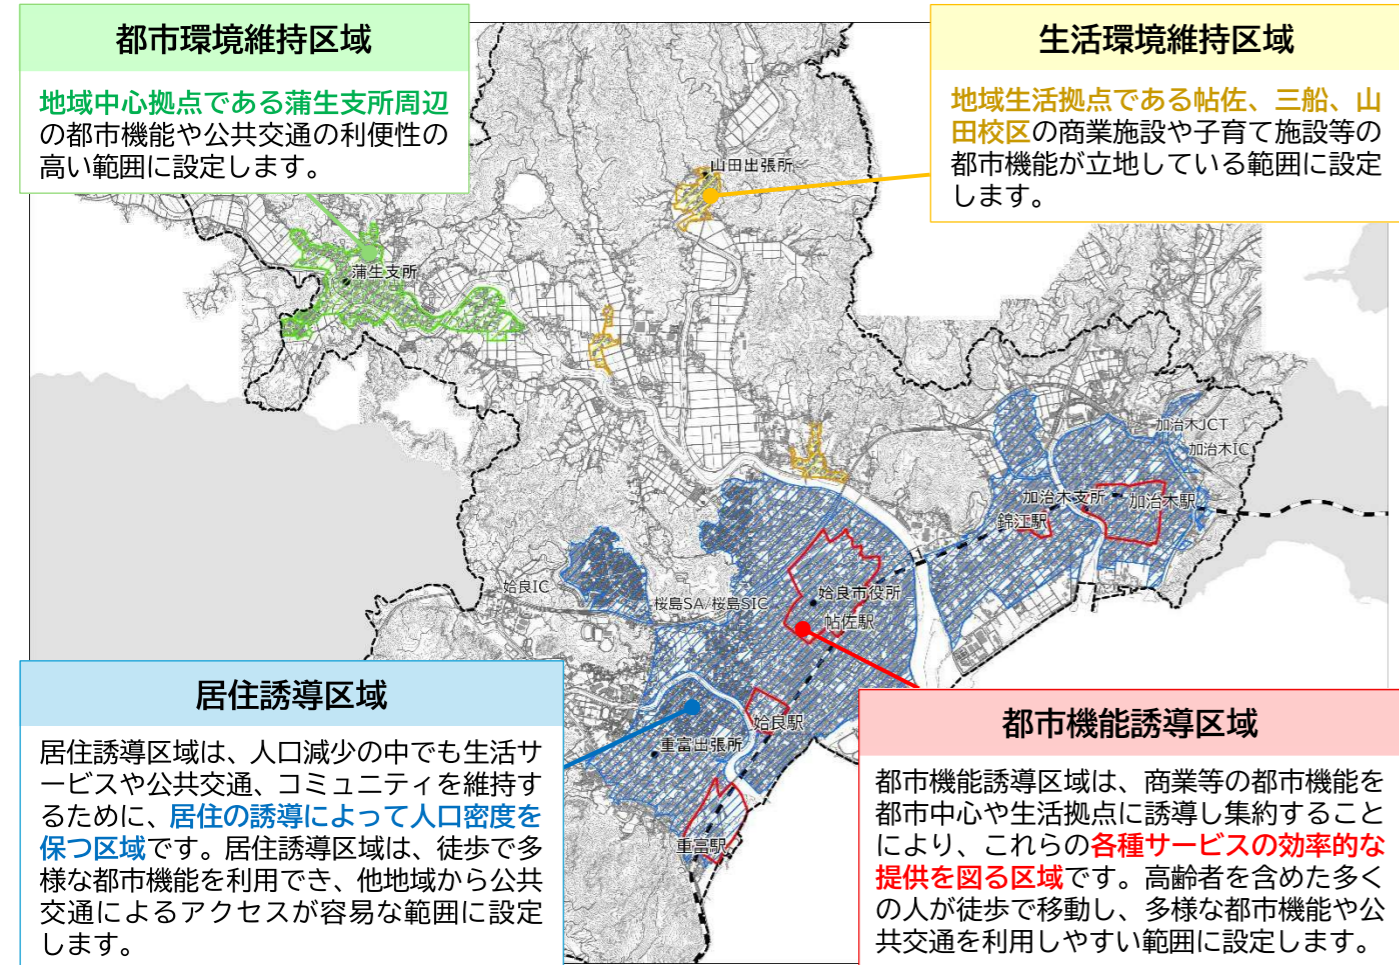 都市環境維持区域
地域中心拠点である蒲生支所周辺
の都市機能や公共交通の利便性の
高い範囲に設定します。
生活環境維持区域
地域生活拠点である帖佐、三船、山
田校区の商業施設や子育て施設等の
都市機能が立地している範囲に設定
します。
山田出張所
蒲生支所
加治木JCT
加治木IC
加治木支所
加治木駅
錦江駅
姶良IC
桜島SA/桜島SIC
姶良市役所
帖佐駅
姶良駅
重富出張所
重富駅
居住誘導区域
居住誘導区域は、人口減少の中でも生活サ
ービスや公共交通、コミュニティを維持す
るために、居住の誘導によって人口密度を
保つ区域です。居住誘導区域は、徒歩で多
様な都市機能を利用でき、他地域から公共
交通によるアクセスが容易な範囲に設定
します。
都市機能誘導区域
都市機能誘導区域は、商業等の都市機能を
都市中心や生活拠点に誘導し集約すること
により、これらの各種サービスの効率的な
提供を図る区域です。高齢者を含めた多く
の人が徒歩で移動し、多様な都市機能や公
共交通を利用しやすい範囲に設定します。